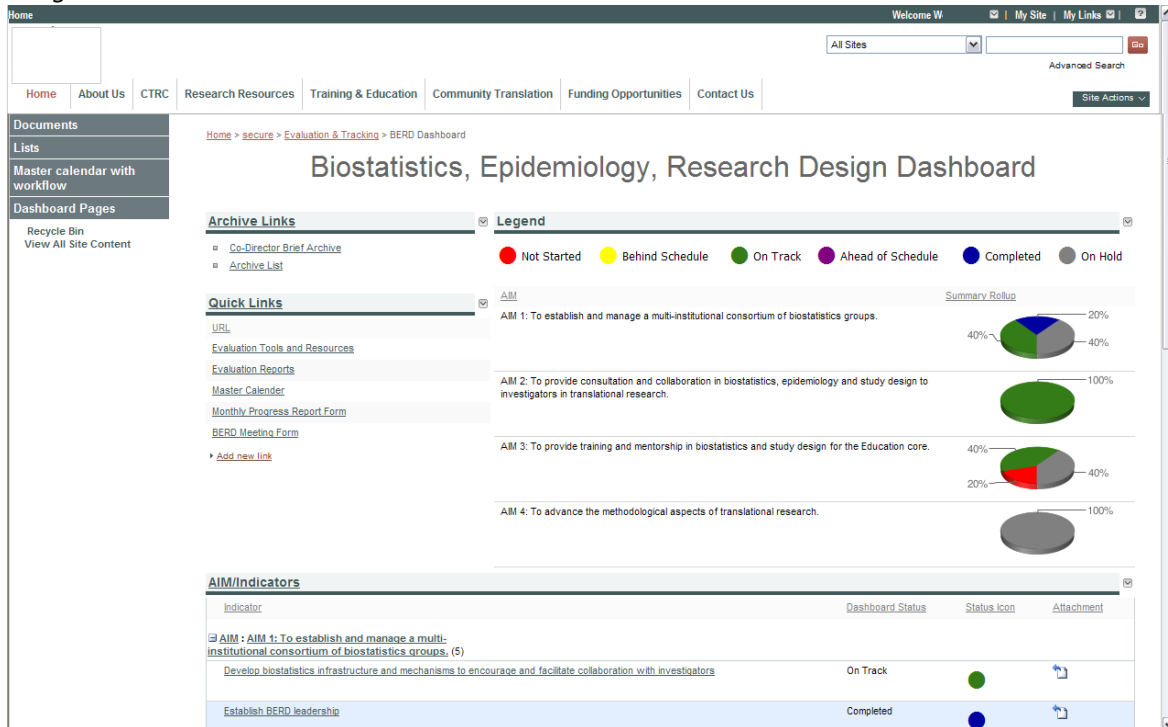 Home
Welcome W
My Site | My Links
?
All Sites
Go
Advanced Search
Home
About Us
CTRC
Research Resources
Training & Education
Community Translation
Funding Opportunities
Contact Us
Site Actions
Documents
Lists
Master calendar with
workflow
Dashboard Pages
Recycle Bin
View All Site Content
Home > secure > Evaluation & Tracking > BERD Dashboard
Biostatistics, Epidemiology, Research Design Dashboard
Archive Links
Co-Director Brief Archive
Archive List
Quick Links
URL
Evaluation Tools and Resources
Evaluation Reports
Master Calender
Monthly Progress Report Form
BERD Meeting Form
Add new link
Legend
Not Started
Behind Schedule
On Track
Ahead of Schedule
Completed
On Hold
AIM
Summary Rollup
AIM 1: To establish and manage a multi-institutional consortium of biostatistics groups.
20%
40%
40%
AIM 2: To provide consultation and collaboration in biostatistics, epidemiology and study design to
investigators in translational research.
100%
AIM 3: To provide training and mentorship in biostatistics and study design for the Education core.
40%
40%
20%
AIM 4: To advance the methodological aspects of translational research.
100%
AIM/Indicators
Indicator
Dashboard Status
Status Icon
Attachment
AIM : AIM 1: To establish and manage a multi-
institutional consortium of biostatistics groups. (5)
Develop biostatistics infrastructure and mechanisms to encourage and facilitate collaboration with investigators
On Track
Establish BERD leadership
Completed